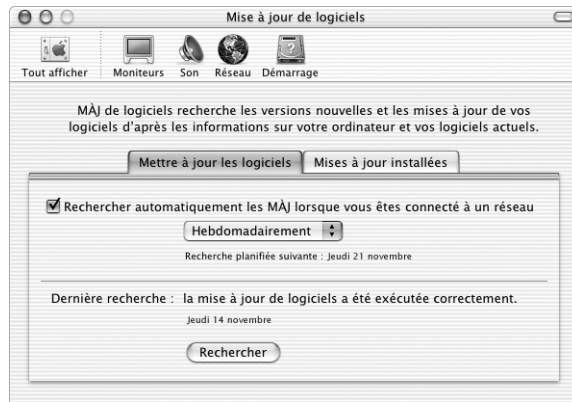 Mise à jour de logiciels
Tout afficher Moniteurs Son Réseau Démarrage
MÀJ de logiciels recherche les versions nouvelles et les mises à jour de vos
logiciels d'après les informations sur votre ordinateur et vos logiciels actuels.
Mettre à jour les logiciels Mises à jour installées
Rechercher automatiquement les MÀJ lorsque vous êtes connecté à un réseau
Hebdomadairement
Recherche planifiée suivante : Jeudi 21 novembre
Dernière recherche : la mise à jour de logiciels a été exécutée correctement.
Jeudi 14 novembre
Rechercher